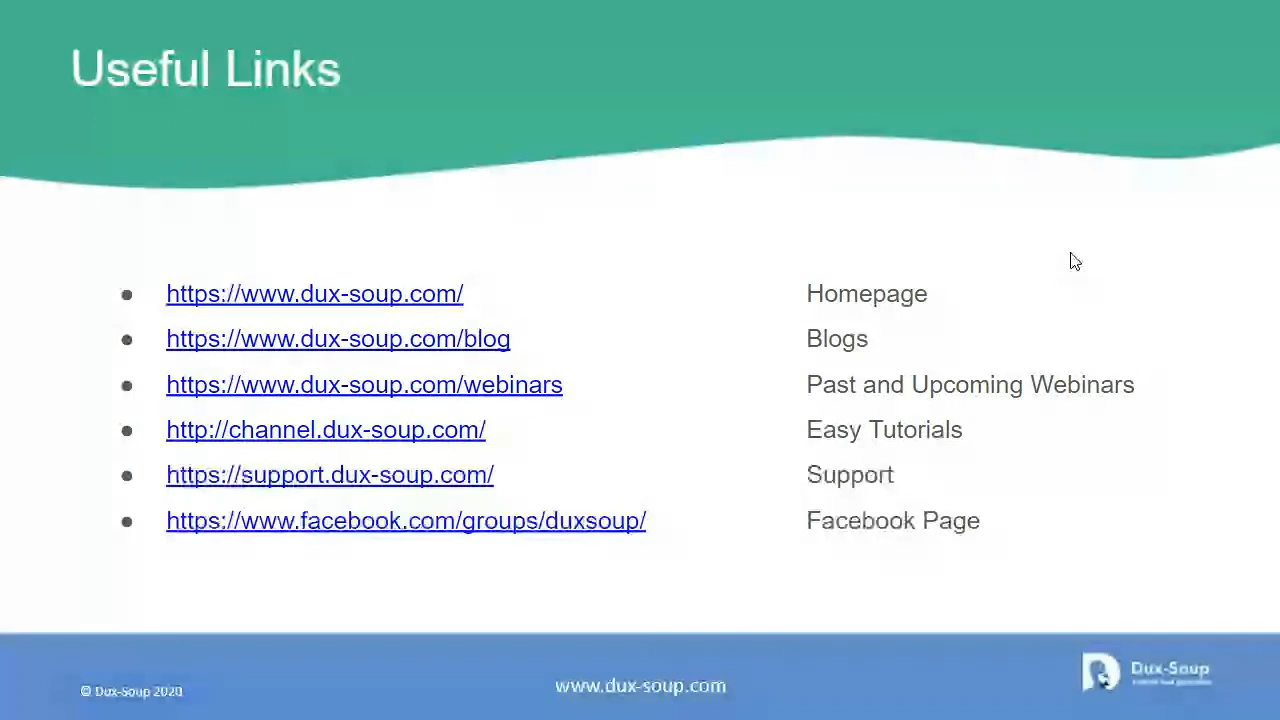 Useful Links
• https://www.dux-soup.com/ Homepage
• https://www.dux-soup.com/blog Blogs
• https://www.dux-soup.com/webinars Past and Upcoming Webinars
• http://channel.dux-soup.com/ Easy Tutorials
• https://support.dux-soup.com/ Support
• https://www.facebook.com/groups/duxsoup/ Facebook Page
© Dux-Soup 2020 www.dux-soup.com Dux-Soup